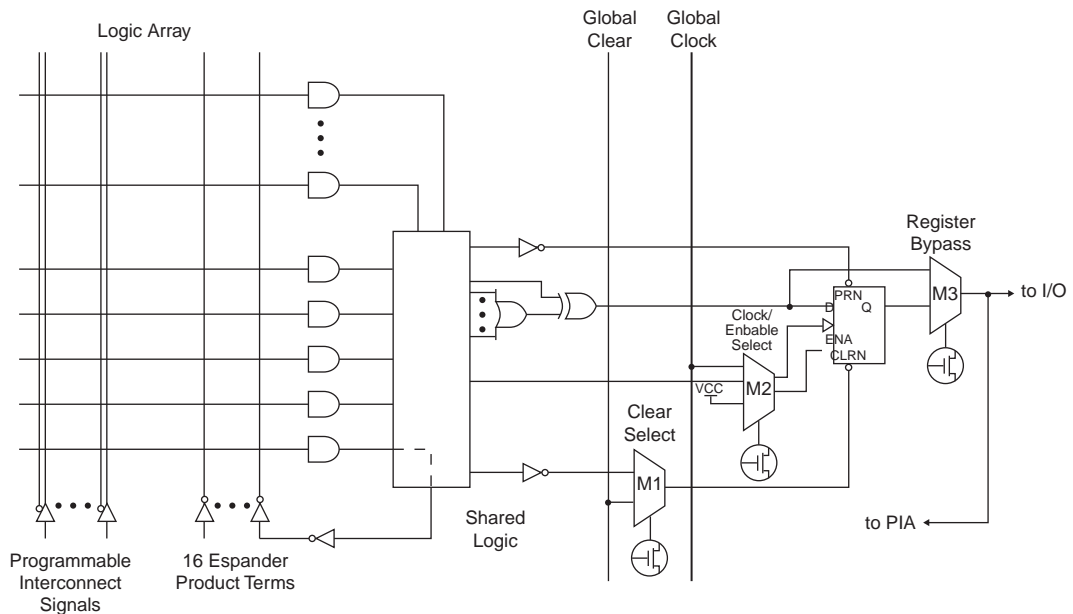 Logic Array
Global
Clear
Global
Clock
Register
Bypass
PRN
D
Q
M3
to I/O
Clock/
Enbable
Select
ENA
CLRN
VCC
M2
Clear
Select
M1
Shared
Logic
to PIA
Programmable
Interconnect
Signals
16 Espander
Product Terms